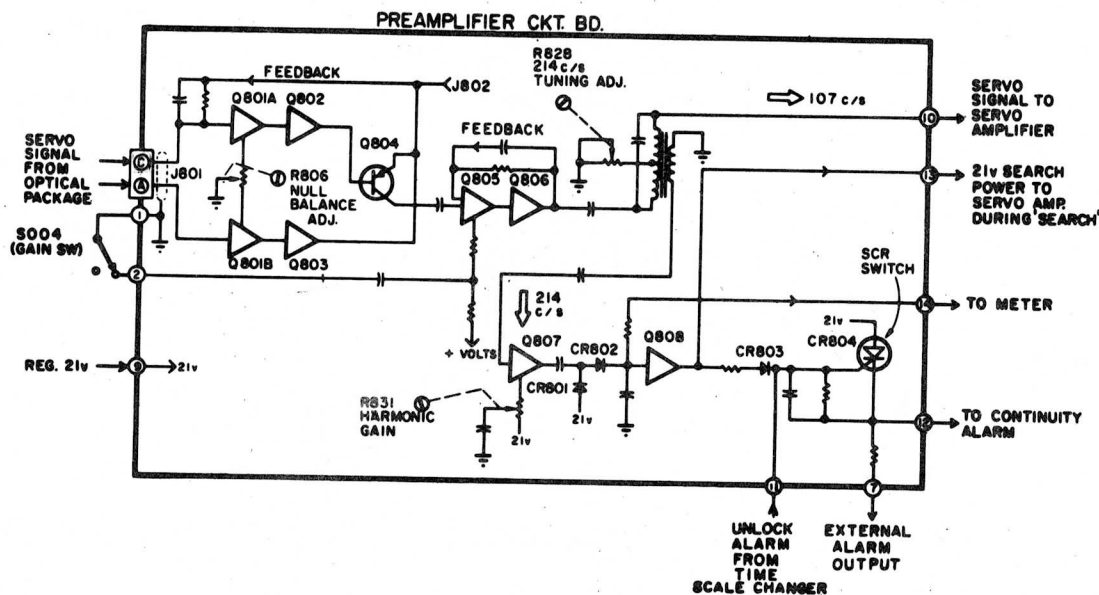 PREAMPLIFIER CKT. BD.
FEEDBACK
J802
Q801A
Q802
Q804
R828
214 c/s
TUNING ADJ.
107 c/s
10
SERVO
SIGNAL TO
SERVO
AMPLIFIER
SERVO
SIGNAL
FROM
OPTICAL
PACKAGE
C
A
J801
R806
NULL
BALANCE
ADJ.
FEEDBACK
Q805
Q806
13
21v SEARCH
POWER TO
SERVO AMP.
DURING 'SEARCH'
1
S004
(GAIN SW)
2
Q801B
Q803
SCR
SWITCH
14
TO METER
+ VOLTS
214
c/s
Q807
CR802
Q808
CR803
21v
CR804
REG. 21v
9
21v
CR801
21v
R831
HARMONIC
GAIN
21v
12
TO CONTINUITY
ALARM
11
7
UNLOCK
ALARM
FROM
TIME
SCALE CHANGER
EXTERNAL
ALARM
OUTPUT